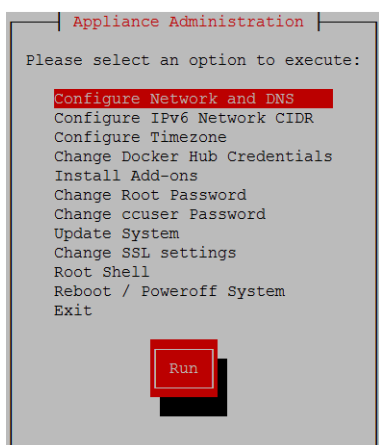 Appliance Administration
Please select an option to execute:
Configure Network and DNS
Configure IPv6 Network CIDR
Configure Timezone
Change Docker Hub Credentials
Install Add-ons
Change Root Password
Change ccuser Password
Update System
Change SSL settings
Root Shell
Reboot / Poweroff System
Exit
Run